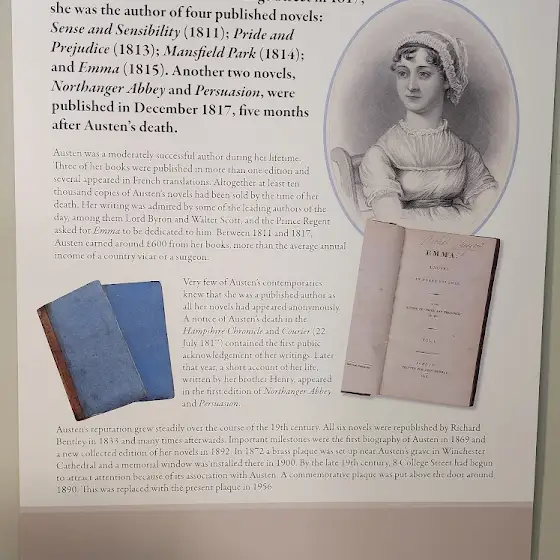 she was the author of four published novels:
Sense and Sensibility (1811); Pride and
Prejudice (1813); Mansfield Park (1814);
and Emma (1815). Another two novels,
Northanger Abbey and Persuasion, were
published in December 1817, five months
after Austen's death.
Austen was a moderately successful author during her lifetime.
Three of her books were published in more than one edition and
several appeared in French translations. Altogether at least ten
thousand copies of Austen's novels had been sold by the time of her
death. Her writing was admired by some of the leading authors of the
day, among them Lord Byron and Walter Scott, and the Prince Regent
asked for Emma to be dedicated to him. Between 1811 and 1817,
Austen earned around £600 from her books, more than the average annual
income of a country vicar or a surgeon.
Very few of Austen's contemporaries
knew that she was a published author as
all her novels had appeared anonymously.
A notice of Austen's death in the
Hampshire Chronicle and Courier (22
July 1817) contained the first public
acknowledgement of her writings. Later
that year, a short account of her life,
written by her brother Henry, appeared
in the first edition of Northanger Abbey
and Persuasion.
EMMA:
Austen's reputation grew steadily over the course of the 19th century. All six novels were republished by Richard
Bentley in 1833 and many times afterwards. Important milestones were the first biography of Austen in 1869 and
a new collected edition of her novels in 1892. In 1872 a brass plaque was set up near Austen's grave in Winchester
Cathedral and a memorial window was installed there in 1900. By the late 19th century, 8 College Street had begun
to attract attention because of its association with Austen. A commemorative plaque was put above the door around
1890. This was replaced with the present plaque in 1956.